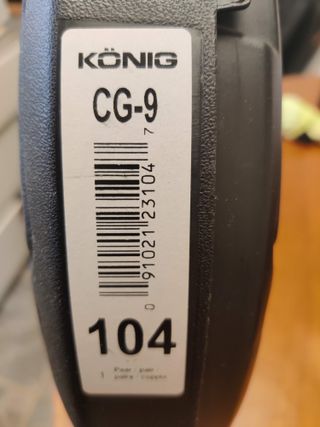 KÖNIG
CG-9
0 91021 23104 7
104
1 Paar · pair
paire · coppia